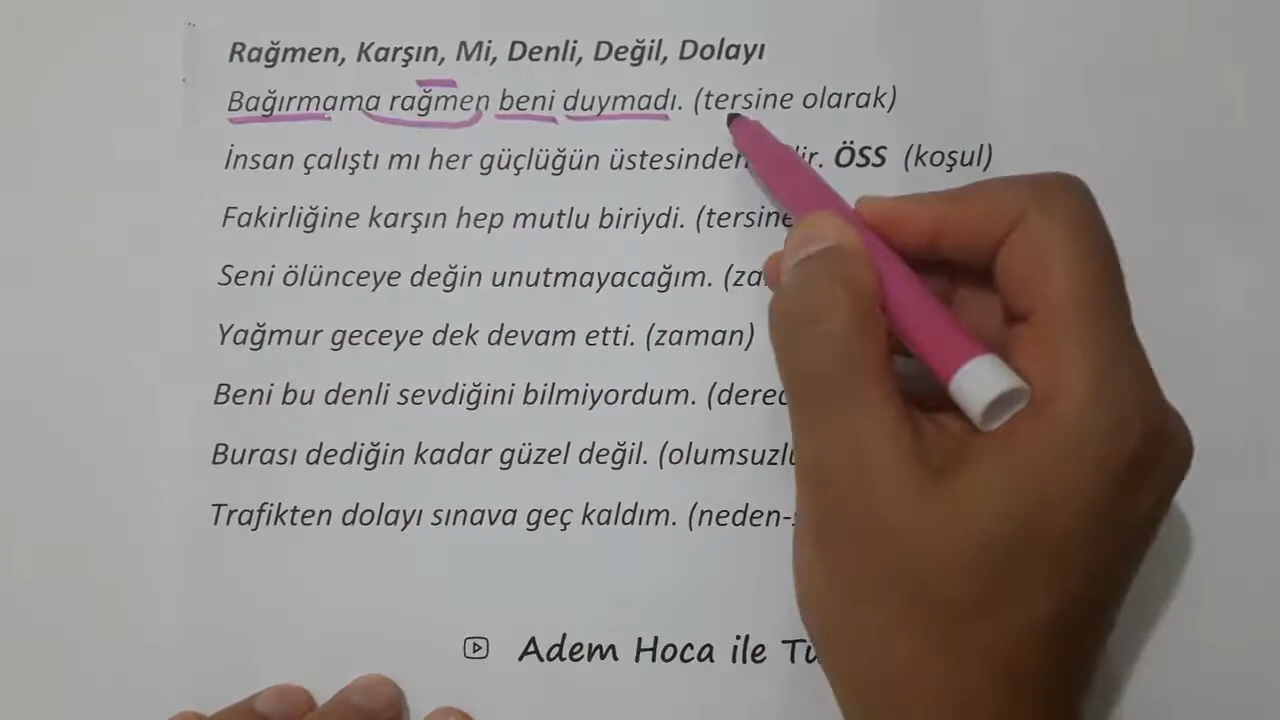 Rağmen, Karşın, Mi, Denli, Değil, Dolayı
Bağırmama rağmen beni duymadı. (tersine olarak)
İnsan çalıştı mı her güçlüğün üstesinden ÖSS (koşul)
Fakirliğine karşın hep mutlu biriydi. (tersine
Seni ölünceye değin unutmayacağım.
Yağmur geceye dek devam etti. (zaman)
Beni bu denli sevdiğini bilmiyordum.
Burası dediğin kadar güzel değil.
Trafikten dolayı sınava geç kaldım. (neden-
Adem Hoca ile